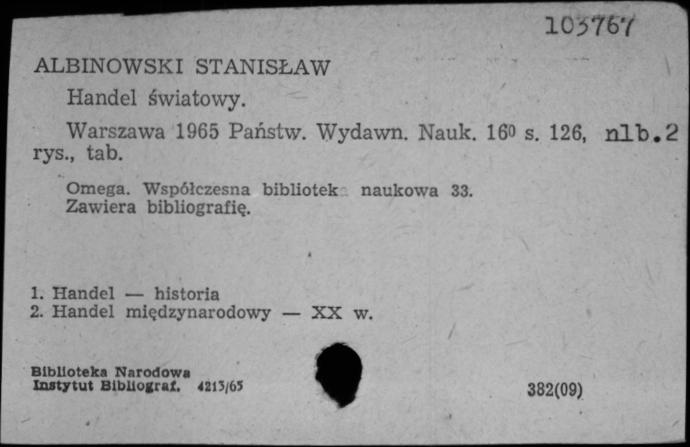 103767
ALBINOWSKI STANISŁAW
Handel światowy.
Warszawa 1965 Państw. Wydawn. Nauk. 16⁰ s. 126, nlb.2
rys., tab.
Omega. Współczesna bibliotek naukowa 33.
Zawiera bibliografię.
1. Handel — historia
2. Handel międzynarodowy — XX w.
Biblioteka Narodowa
Instytut Bibliograf. 4213/65
382(09)